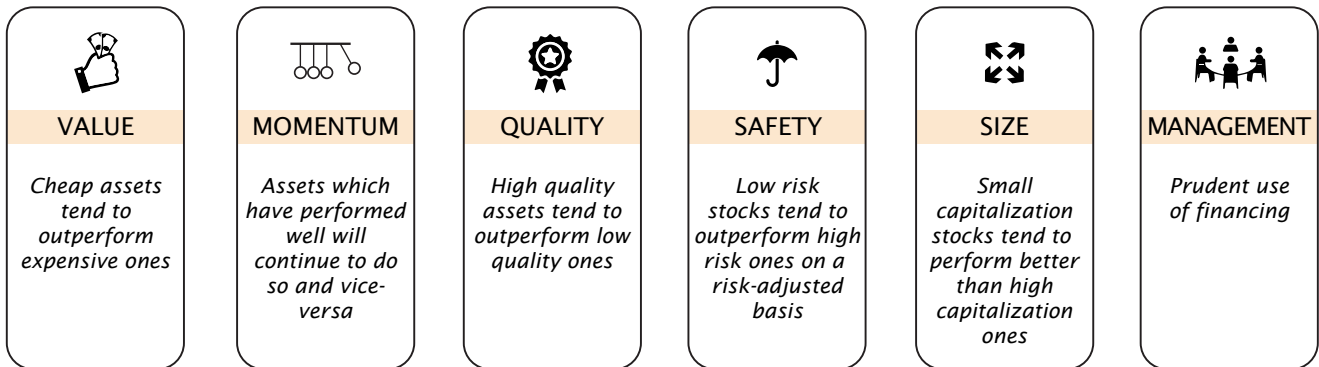 VALUE
Cheap assets
tend to
outperform
expensive ones
MOMENTUM
Assets which
have performed
well will
continue to do
so and vice-
versa
QUALITY
High quality
assets tend to
outperform low
quality ones
SAFETY
Low risk
stocks tend to
outperform high
risk ones on a
risk-adjusted
basis
SIZE
Small
capitalization
stocks tend to
perform better
than high
capitalization
ones
MANAGEMENT
Prudent use
of financing